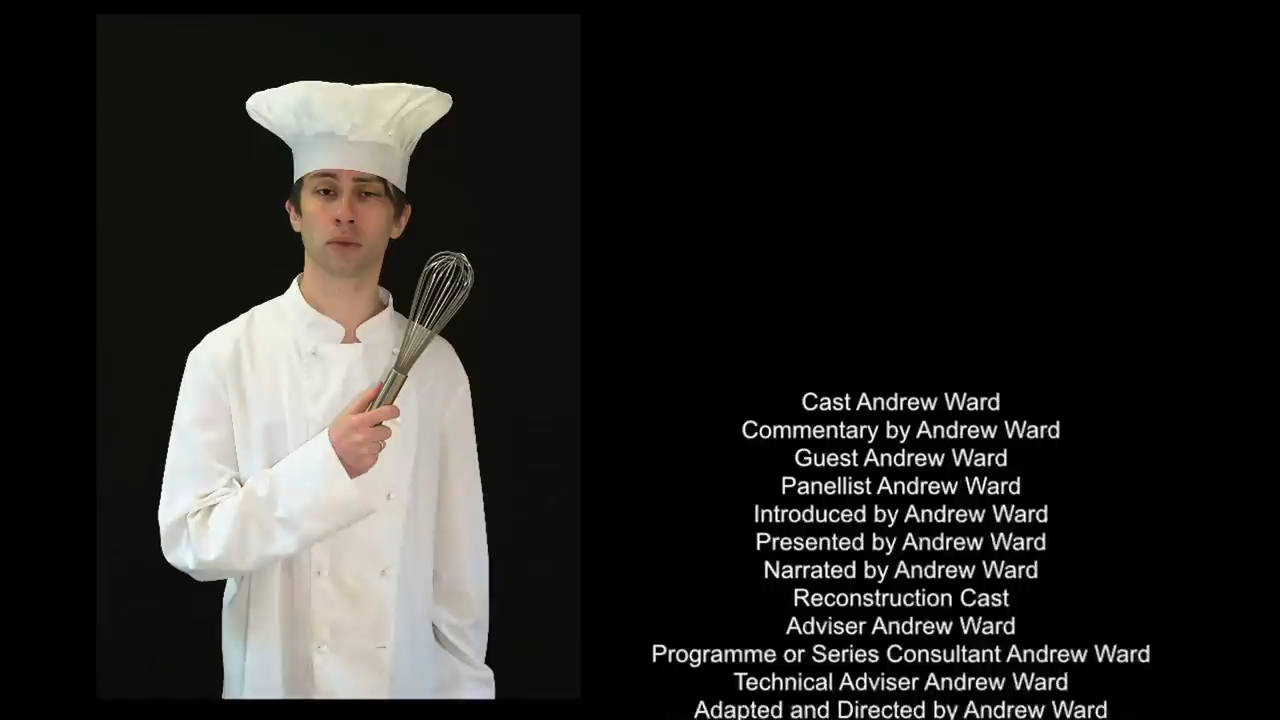 Cast Andrew Ward
Commentary by Andrew Ward
Guest Andrew Ward
Panellist Andrew Ward
Introduced by Andrew Ward
Presented by Andrew Ward
Narrated by Andrew Ward
Reconstruction Cast
Adviser Andrew Ward
Programme or Series Consultant Andrew Ward
Technical Adviser Andrew Ward
Adapted and Directed by Andrew Ward